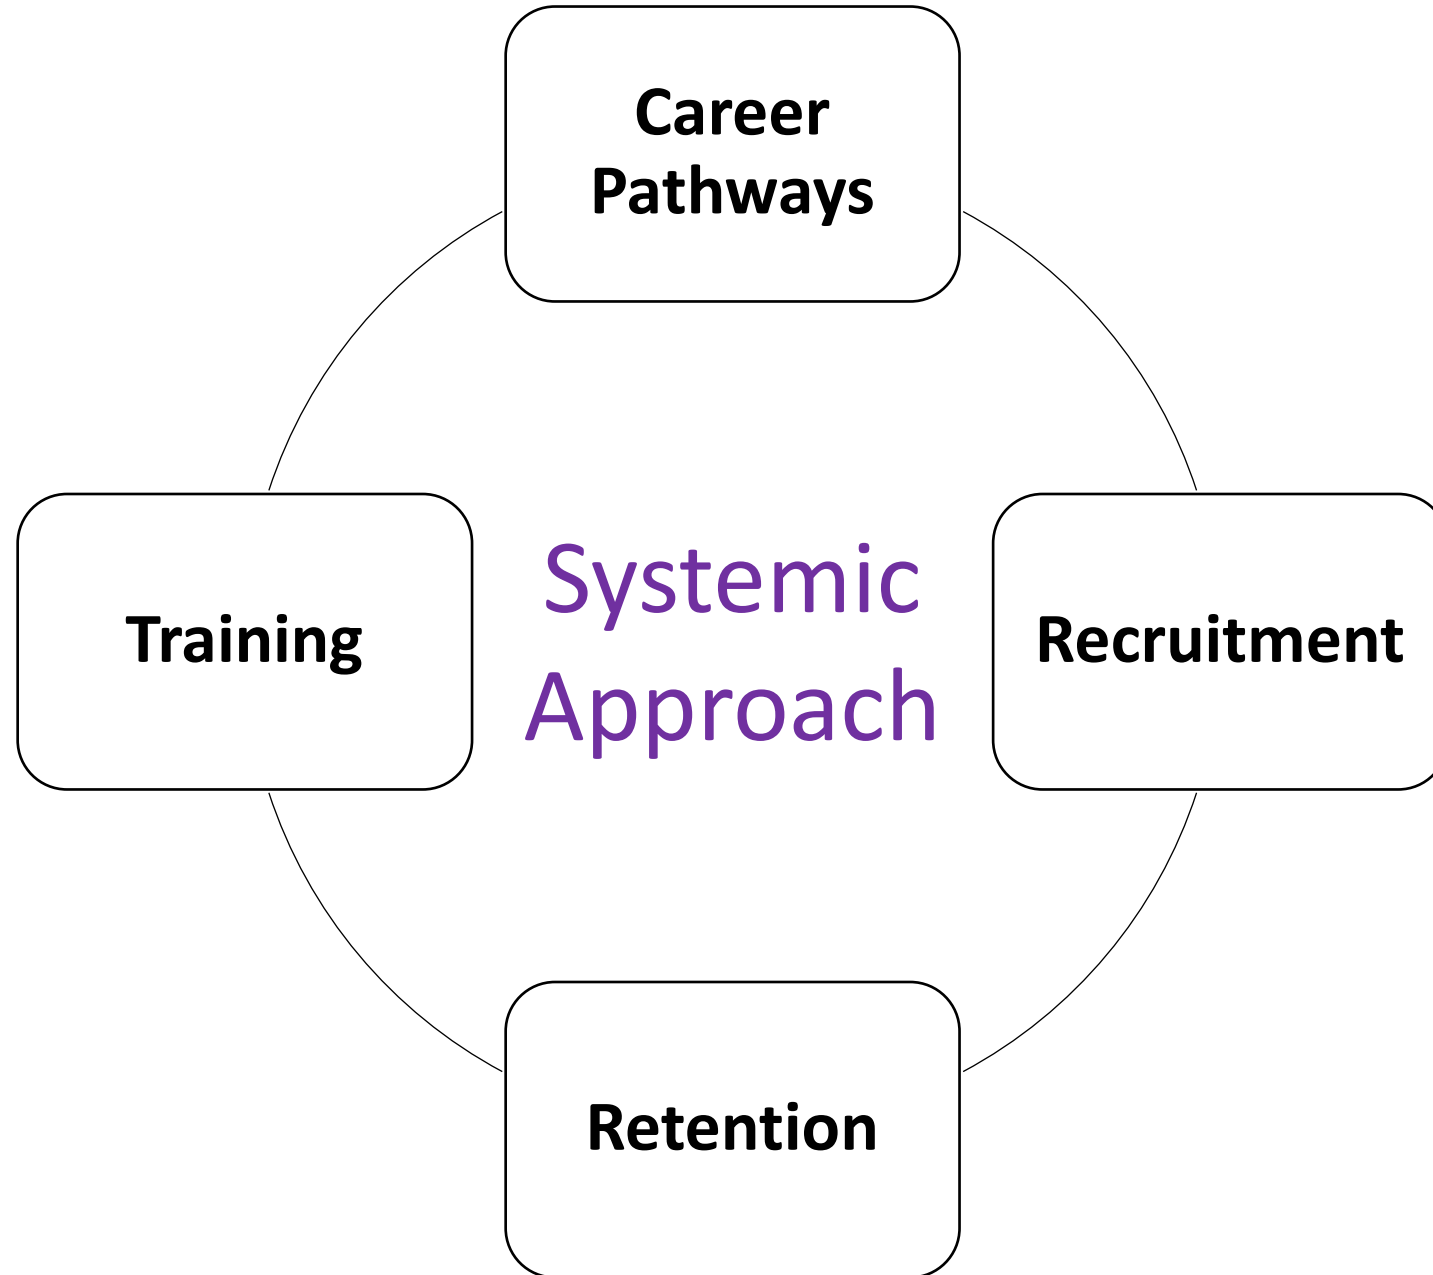 Career
Pathways
Systemic
Approach
Training
Recruitment
Retention